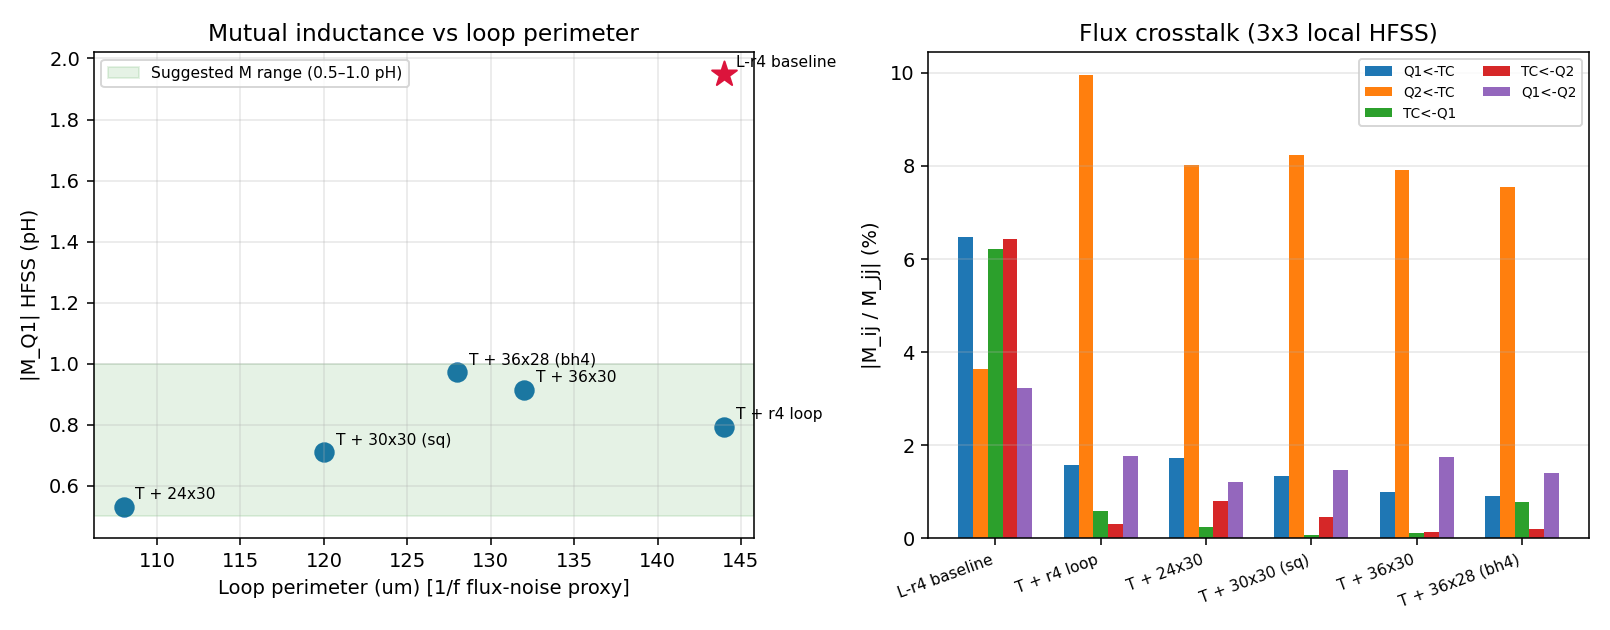 Mutual inductance vs loop perimeter
|M_Q1| HFSS (pH)
2.0
1.8
1.6
1.4
1.2
1.0
0.8
0.6
Suggested M range (0.5–1.0 pH)
L-r4 baseline
T + 36x28 (bh4)
T + 36x30
T + r4 loop
T + 30x30 (sq)
T + 24x30
110 115 120 125 130 135 140 145
Loop perimeter (um) [1/f flux-noise proxy]
Flux crosstalk (3x3 local HFSS)
|M_ij / M_jj| (%)
10
8
6
4
2
0
Q1<-TC
Q2<-TC
TC<-Q1
TC<-Q2
Q1<-Q2
L-r4 baseline
T + r4 loop
T + 24x30
T + 30x30 (sq)
T + 36x30
T + 36x28 (bh4)